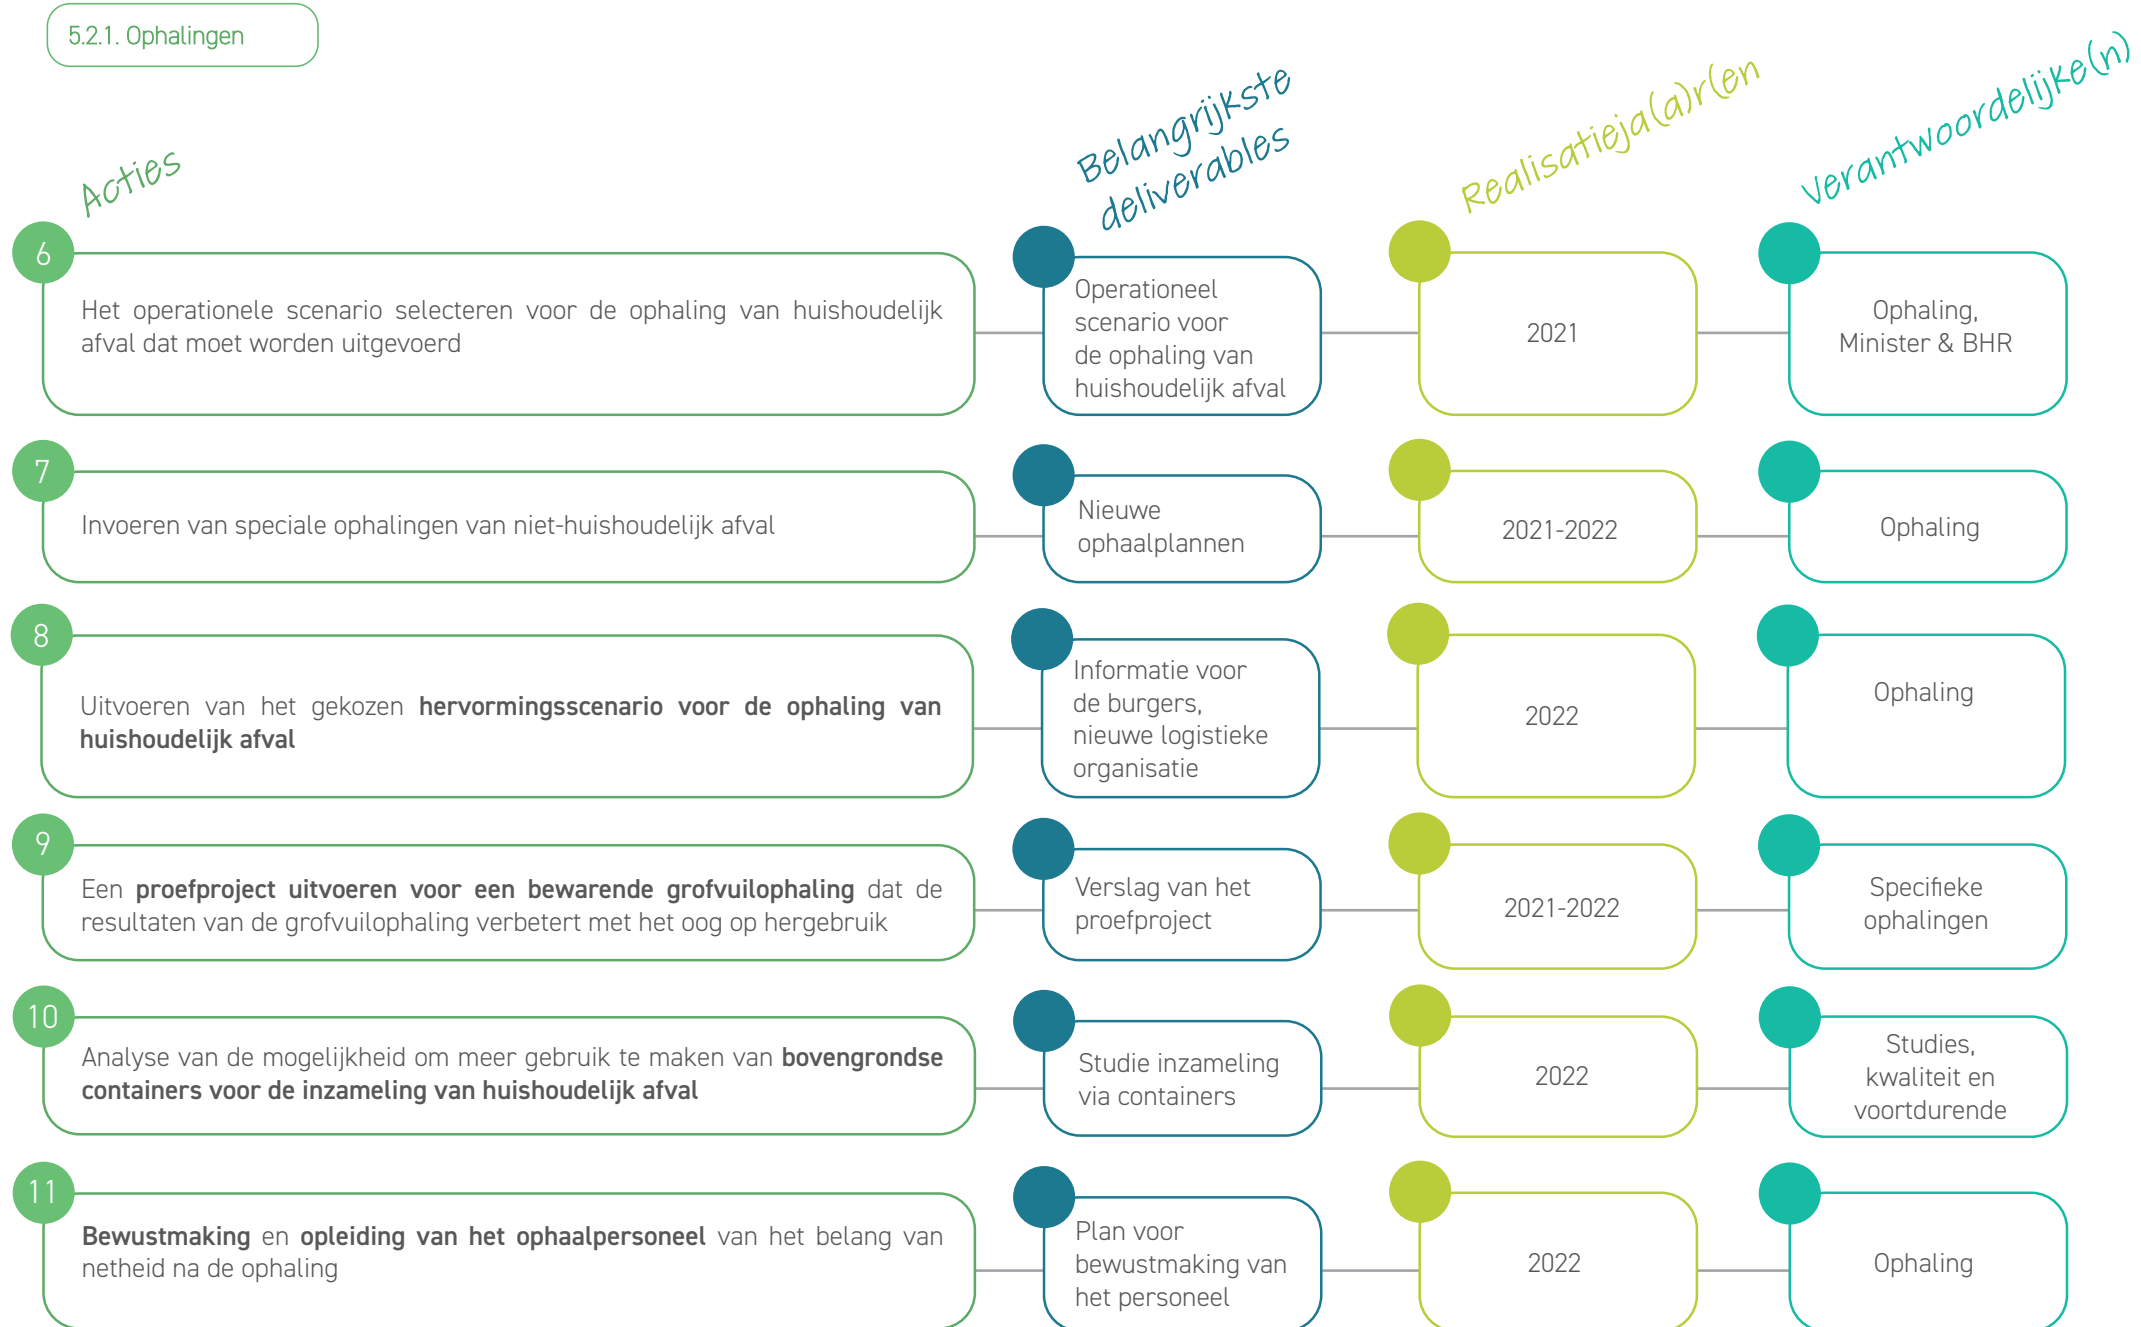 5.2.1. Ophalingen
Acties
Belangrijkste
deliverables
Realisatieja(a)r(en
Verantwoordelijke(n)
6
Het operationele scenario selecteren voor de ophaling van huishoudelijk
afval dat moet worden uitgevoerd
Operationeel
scenario voor
de ophaling van
huishoudelijk afval
2021
Ophaling,
Minister & BHR
7
Invoeren van speciale ophalingen van niet-huishoudelijk afval
Nieuwe
ophaalplannen
2021-2022
Ophaling
8
Uitvoeren van het gekozen hervormingsscenario voor de ophaling van
huishoudelijk afval
Informatie voor
de burgers,
nieuwe logistieke
organisatie
2022
Ophaling
9
Een proefproject uitvoeren voor een bewarende grofvuilophaling dat de
resultaten van de grofvuilophaling verbetert met het oog op hergebruik
Verslag van het
proefproject
2021-2022
Specifieke
ophalingen
10
Analyse van de mogelijkheid om meer gebruik te maken van bovengrondse
containers voor de inzameling van huishoudelijk afval
Studie inzameling
via containers
2022
Studies,
kwaliteit en
voortdurende
11
Bewustmaking en opleiding van het ophaalpersoneel van het belang van
netheid na de ophaling
Plan voor
bewustmaking van
het personeel
2022
Ophaling